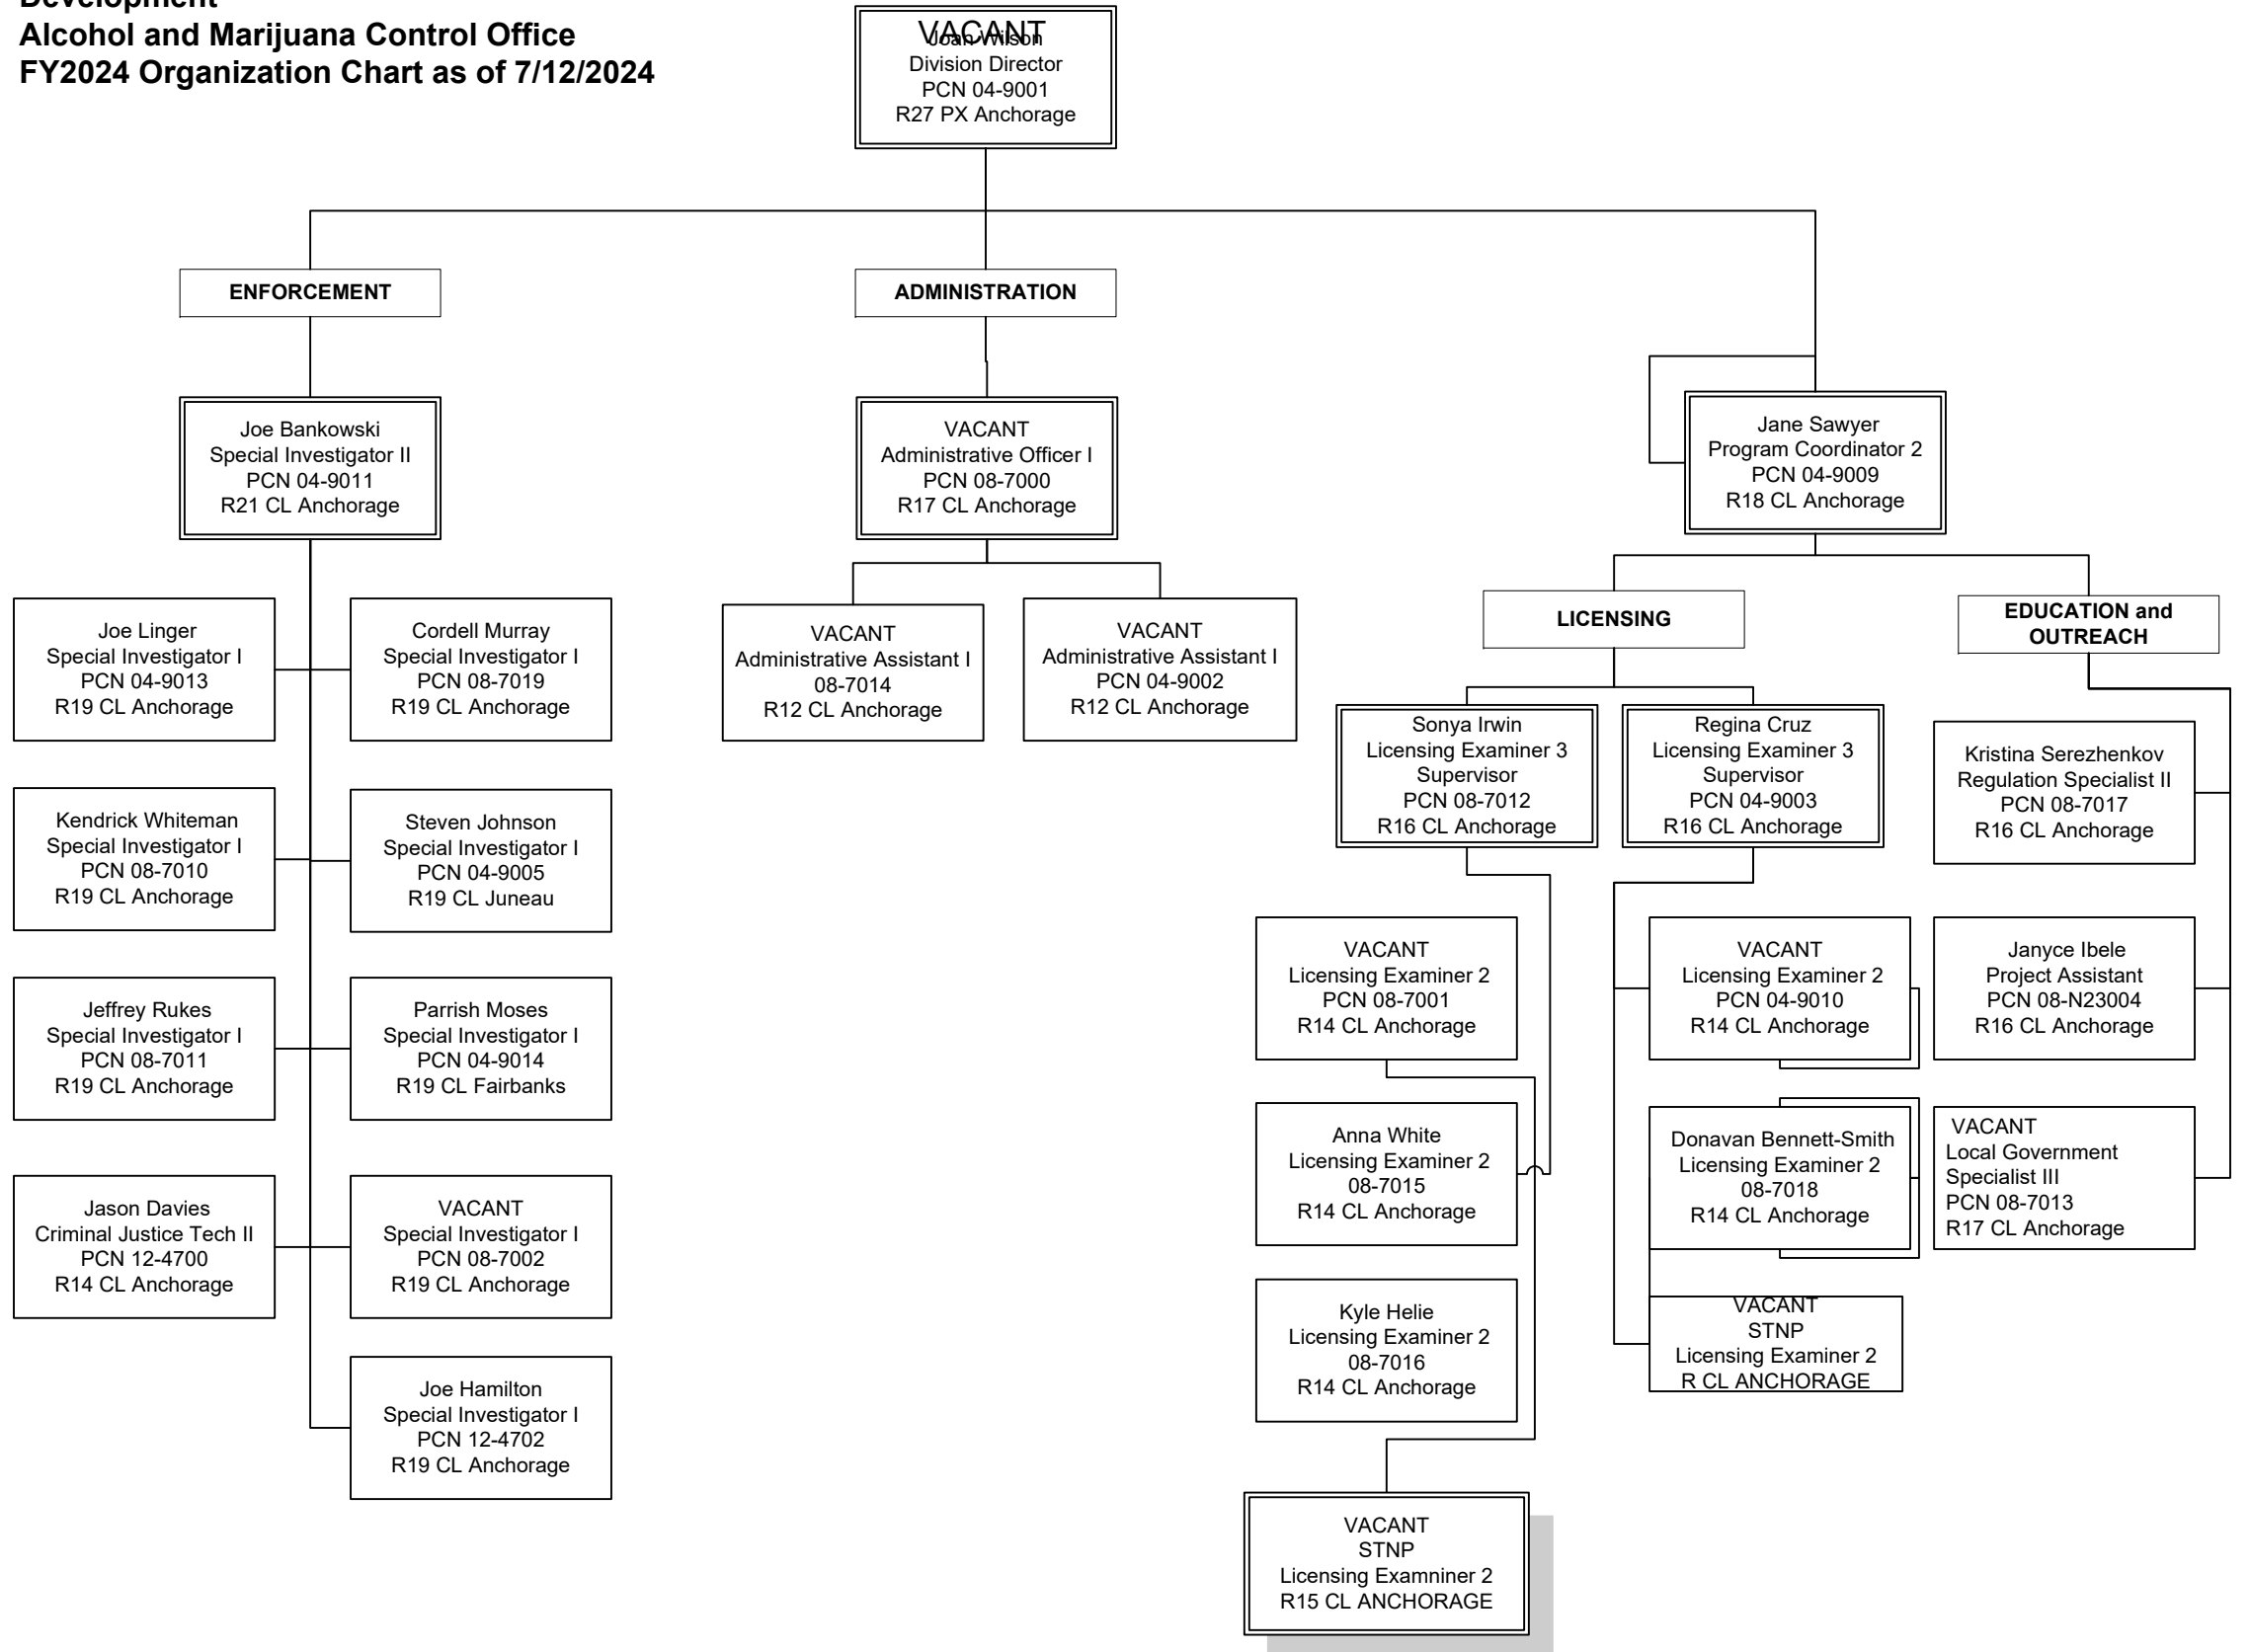 Development
Alcohol and Marijuana Control Office
FY2024 Organization Chart as of 7/12/2024
VACANT
Joan Wilson
Division Director
PCN 04-9001
R27 PX Anchorage
ENFORCEMENT
ADMINISTRATION
Joe Bankowski
Special Investigator II
PCN 04-9011
R21 CL Anchorage
VACANT
Administrative Officer I
PCN 08-7000
R17 CL Anchorage
Jane Sawyer
Program Coordinator 2
PCN 04-9009
R18 CL Anchorage
Joe Linger
Special Investigator I
PCN 04-9013
R19 CL Anchorage
Cordell Murray
Special Investigator I
PCN 08-7019
R19 CL Anchorage
VACANT
Administrative Assistant I
08-7014
R12 CL Anchorage
VACANT
Administrative Assistant I
PCN 04-9002
R12 CL Anchorage
LICENSING
EDUCATION and
OUTREACH
Sonya Irwin
Licensing Examiner 3
Supervisor
PCN 08-7012
R16 CL Anchorage
Regina Cruz
Licensing Examiner 3
Supervisor
PCN 04-9003
R16 CL Anchorage
Kristina Serezhenkov
Regulation Specialist II
PCN 08-7017
R16 CL Anchorage
Kendrick Whiteman
Special Investigator I
PCN 08-7010
R19 CL Anchorage
Steven Johnson
Special Investigator I
PCN 04-9005
R19 CL Juneau
VACANT
Licensing Examiner 2
PCN 08-7001
R14 CL Anchorage
VACANT
Licensing Examiner 2
PCN 04-9010
R14 CL Anchorage
Janyce Ibele
Project Assistant
PCN 08-N23004
R16 CL Anchorage
Jeffrey Rukes
Special Investigator I
PCN 08-7011
R19 CL Anchorage
Parrish Moses
Special Investigator I
PCN 04-9014
R19 CL Fairbanks
Anna White
Licensing Examiner 2
08-7015
R14 CL Anchorage
Donavan Bennett-Smith
Licensing Examiner 2
08-7018
R14 CL Anchorage
VACANT
Local Government
Specialist III
PCN 08-7013
R17 CL Anchorage
Jason Davies
Criminal Justice Tech II
PCN 12-4700
R14 CL Anchorage
VACANT
Special Investigator I
PCN 08-7002
R19 CL Anchorage
Kyle Helie
Licensing Examiner 2
08-7016
R14 CL Anchorage
VACANT
STNP
Licensing Examiner 2
R CL ANCHORAGE
Joe Hamilton
Special Investigator I
PCN 12-4702
R19 CL Anchorage
VACANT
STNP
Licensing Examniner 2
R15 CL ANCHORAGE